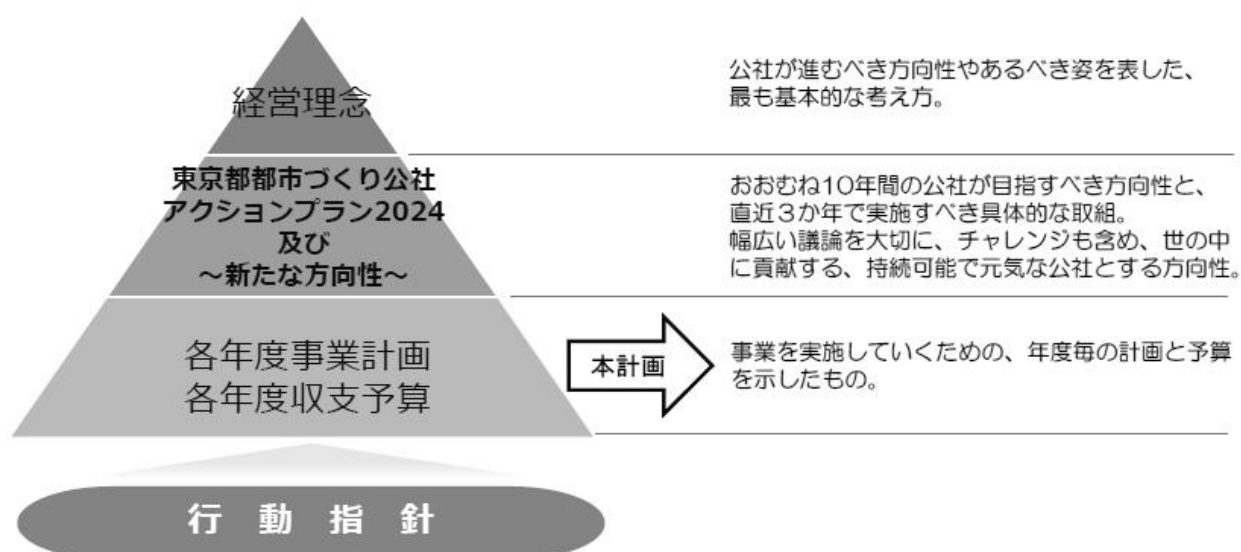 経営理念
公社が進むべき方向性やあるべき姿を表した、
最も基本的な考え方。
東京都都市づくり公社
アクションプラン2024
及び
～新たな方向性～
おおむね10年間の公社が目指すべき方向性と、
直近３か年で実施すべき具体的な取組。
幅広い議論を大切に、チャレンジも含め、世の中
に貢献する、持続可能で元気な公社とする方向性。
各年度事業計画
各年度収支予算
本計画
事業を実施していくための、年度毎の計画と予算
を示したもの。
行動指針